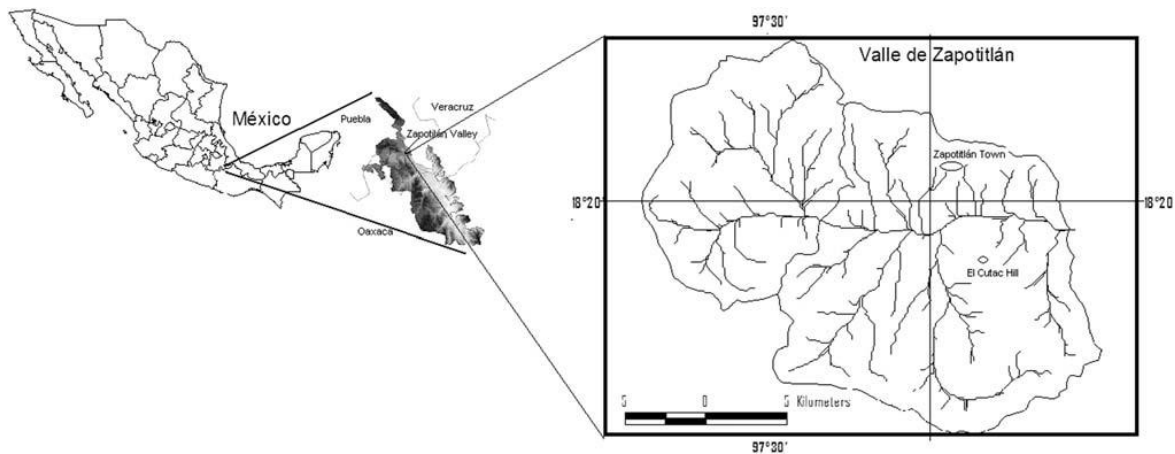 97°30'
Valle de Zapotitlán
México
Veracruz
Puebla
Zapotitlán Valley
Zapotitlán Town
18°20
18°20
Oaxaca
El Cutac Hill
5 0 5 Kilometers
97°30'